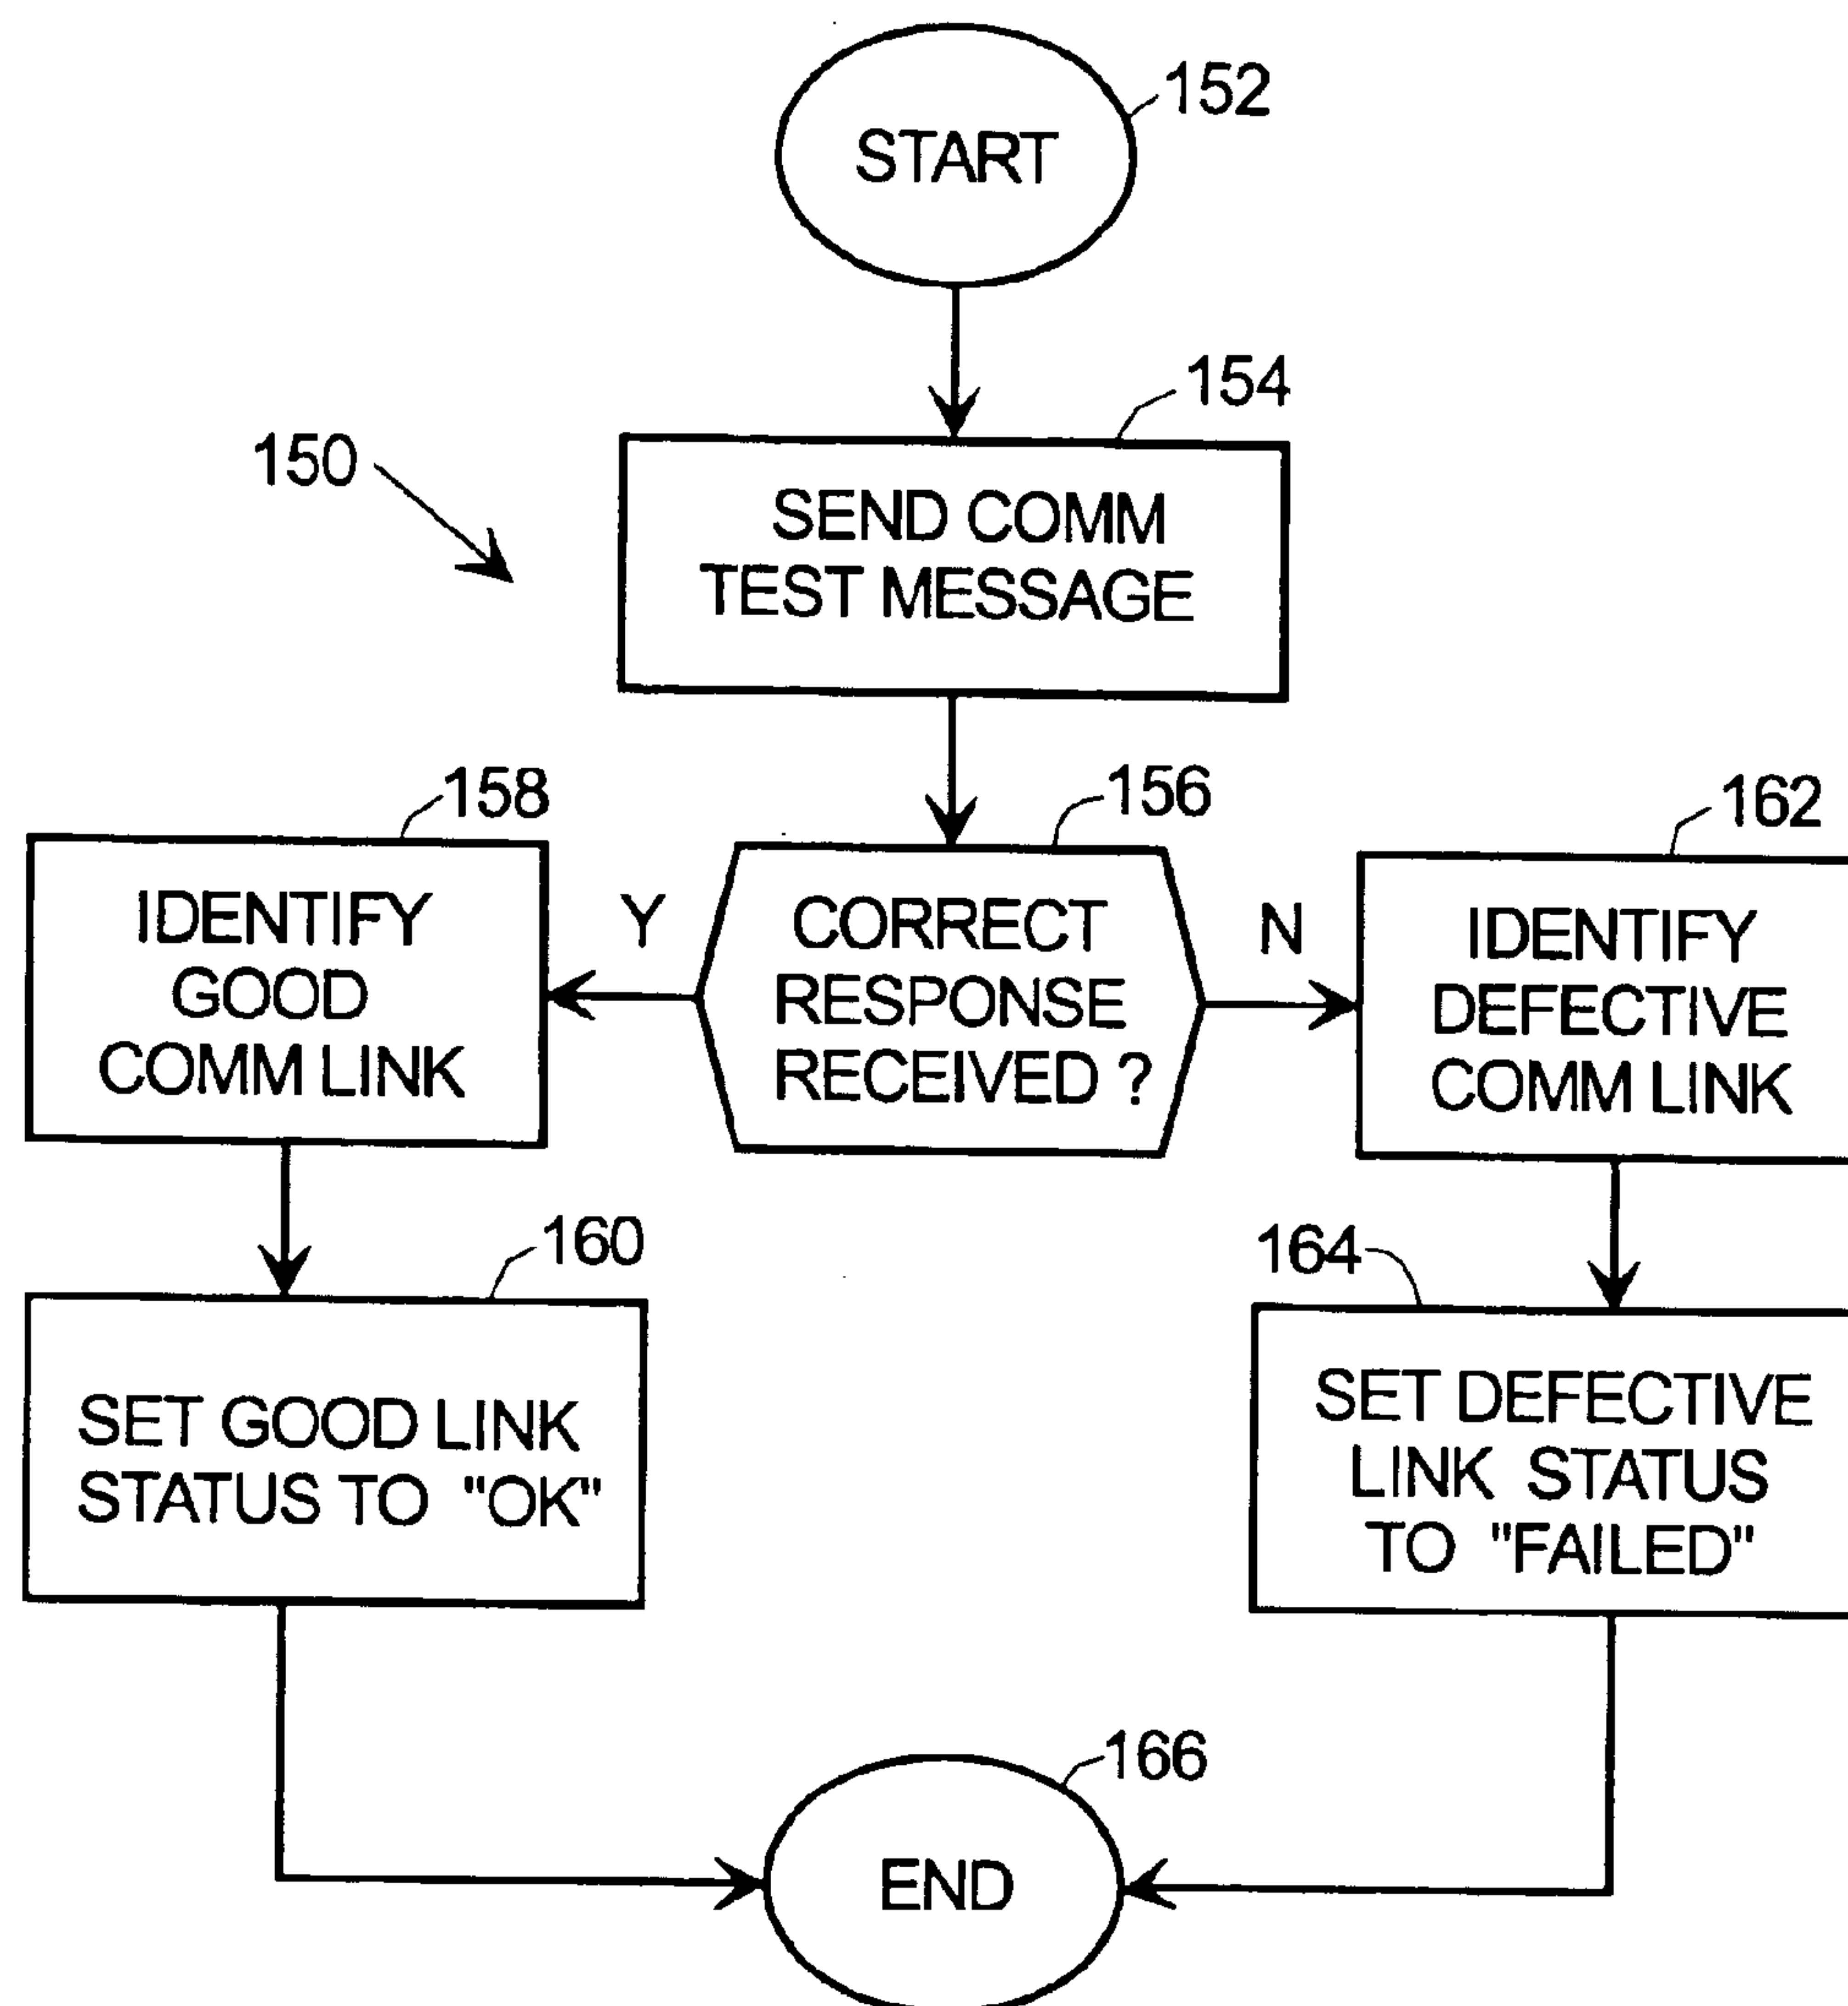 152
START
154
150
SEND COMM
TEST MESSAGE
158
156
162
IDENTIFY
GOOD
COMM LINK
Y
CORRECT
RESPONSE
RECEIVED ?
N
IDENTIFY
DEFECTIVE
COMM LINK
160
164
SET GOOD LINK
STATUS TO "OK"
SET DEFECTIVE
LINK STATUS
TO "FAILED"
166
END